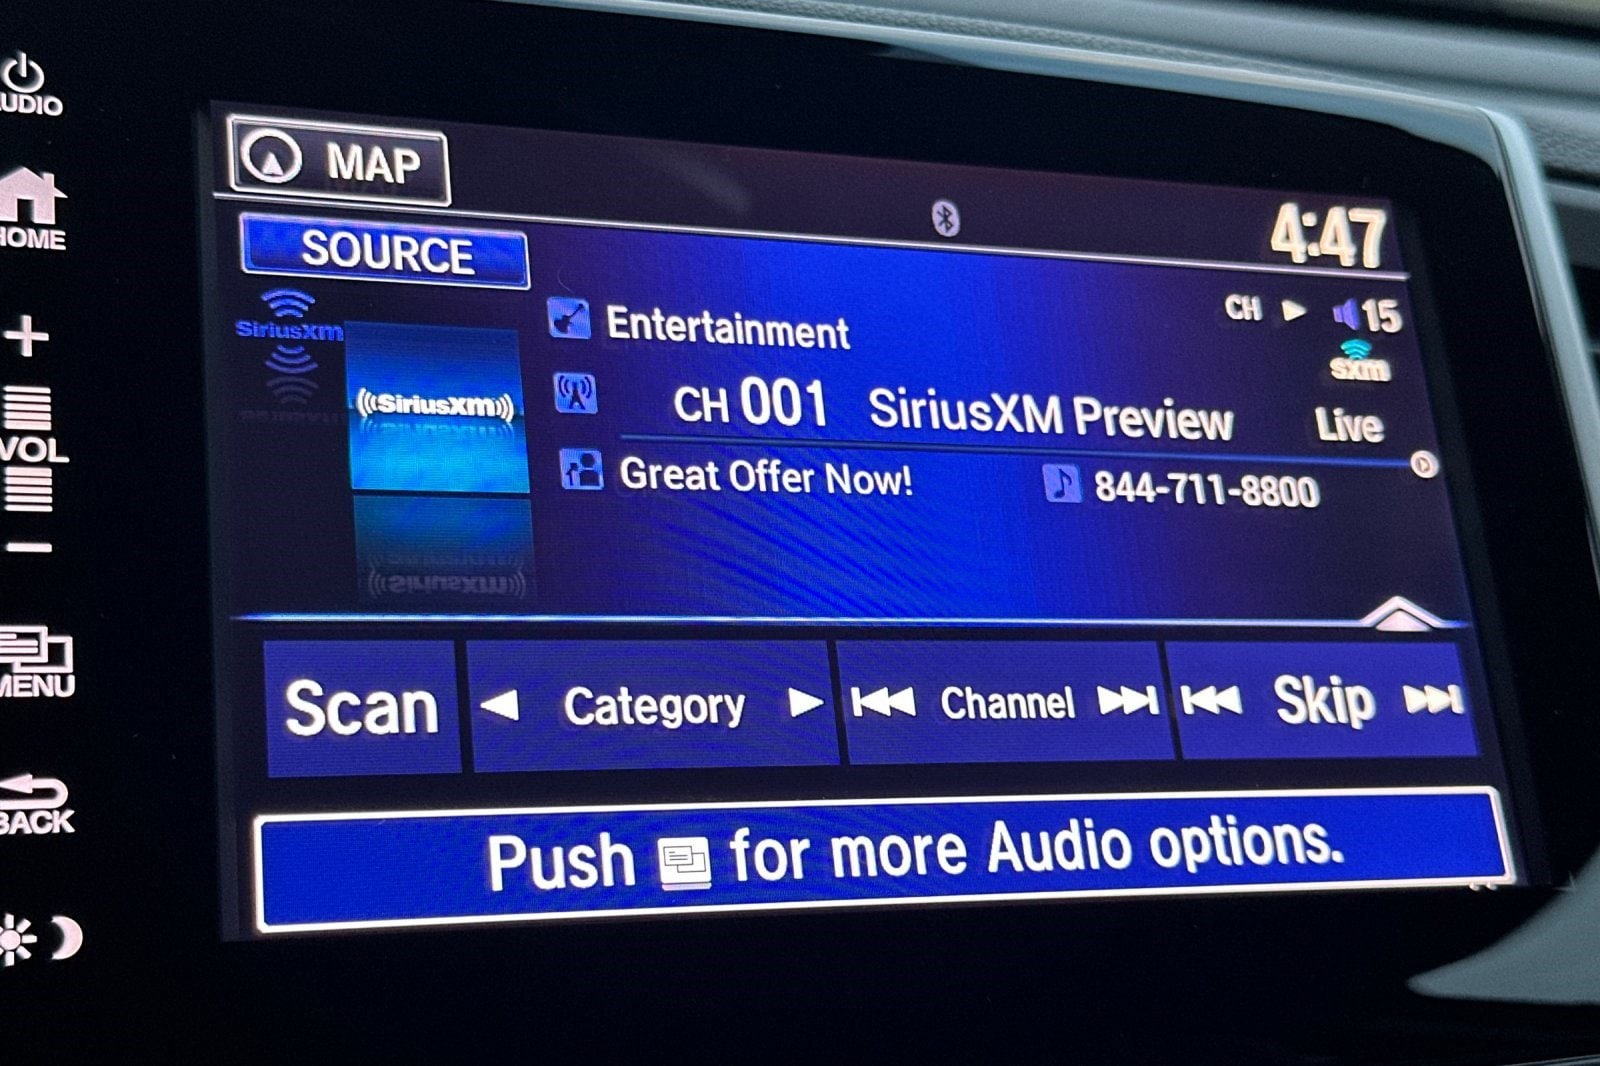 AUDIO
HOME
+
VOL
−
MENU
BACK
MAP
4:47
SOURCE
SiriusXM
((SiriusXM))
Entertainment
CH ▶ 15
sxm
CH 001 SiriusXM Preview Live
Great Offer Now! 844-711-8800
Scan ◀ Category ▶ ⏮ Channel ⏭ ⏮ Skip ⏭
Push for more Audio options.